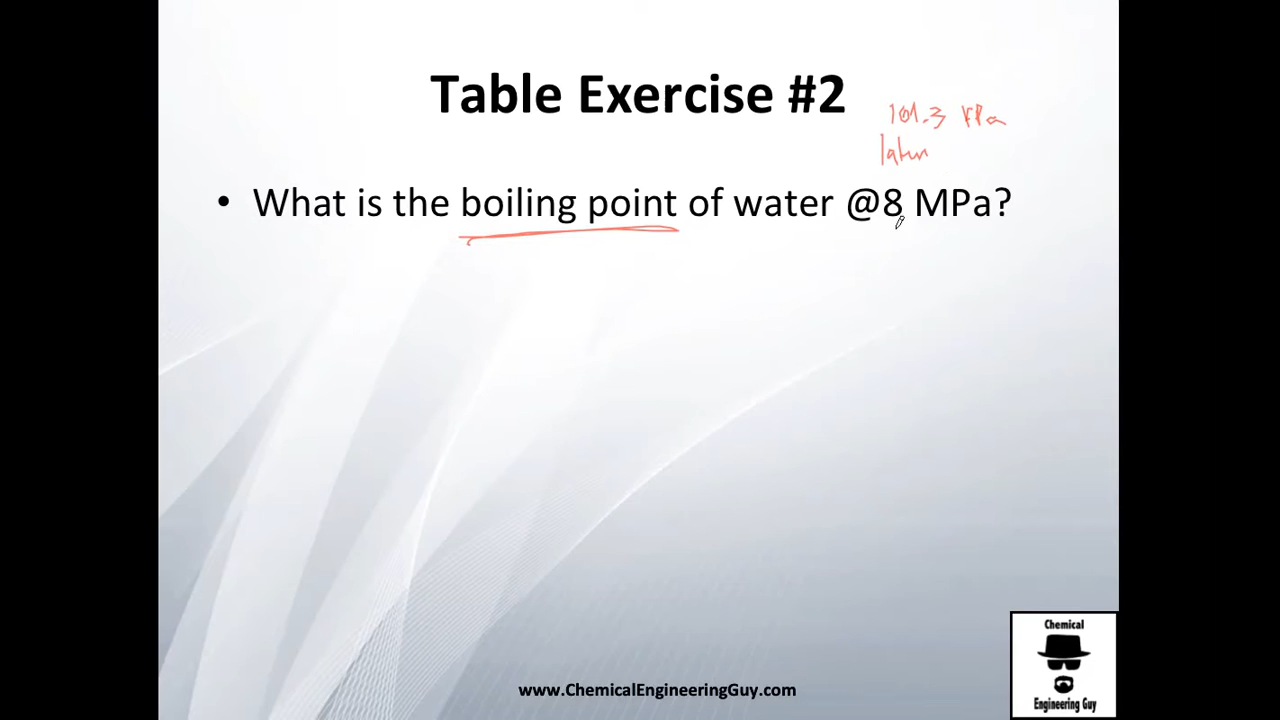 Table Exercise #2
101.3 kPa
1atm
• What is the boiling point of water @8 MPa?
Chemical
Engineering Guy
www.ChemicalEngineeringGuy.com